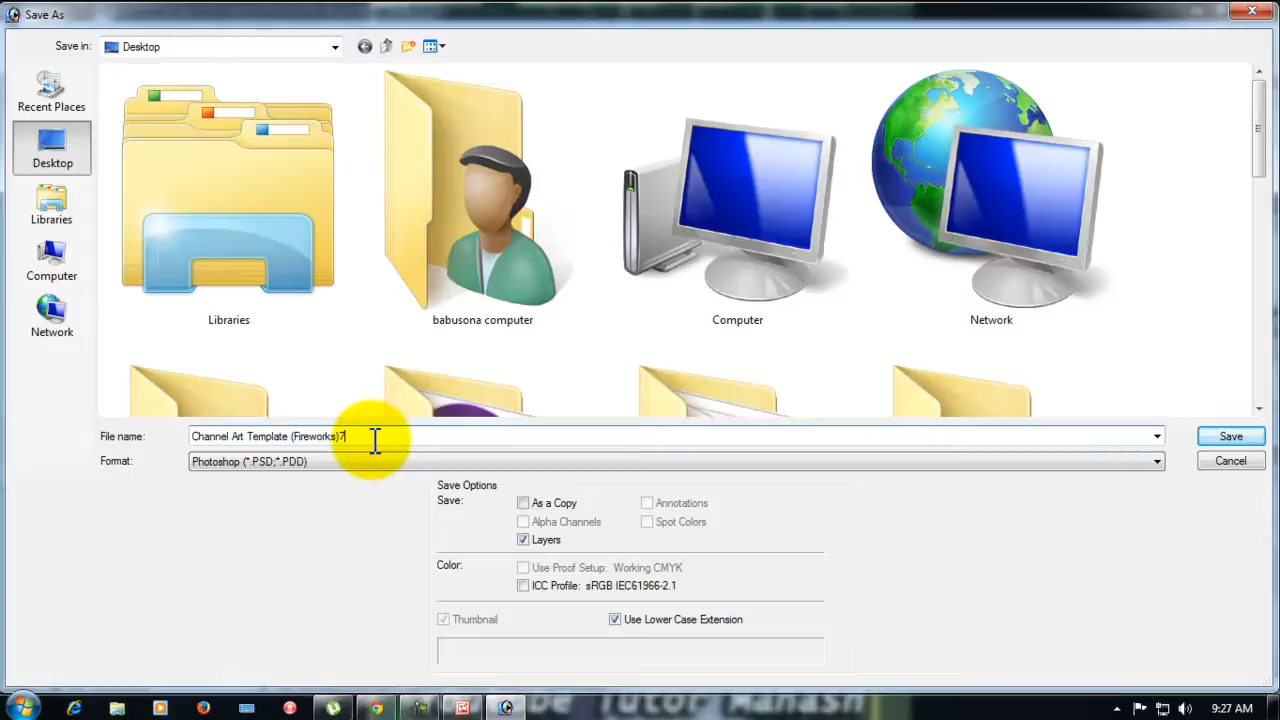 Save As
Save in:
Desktop
Recent Places
Desktop
Libraries
Computer
Network
Libraries
babusona computer
Computer
Network
File name:
Channel Art Template (Fireworks)7
Save
Format:
Photoshop (*.PSD;*.PDD)
Cancel
Save Options
Save:
As a Copy
Annotations
Alpha Channels
Spot Colors
Layers
Color:
Use Proof Setup: Working CMYK
ICC Profile: sRGB IEC61966-2.1
Thumbnail
Use Lower Case Extension
Tutor Manash
9:27 AM